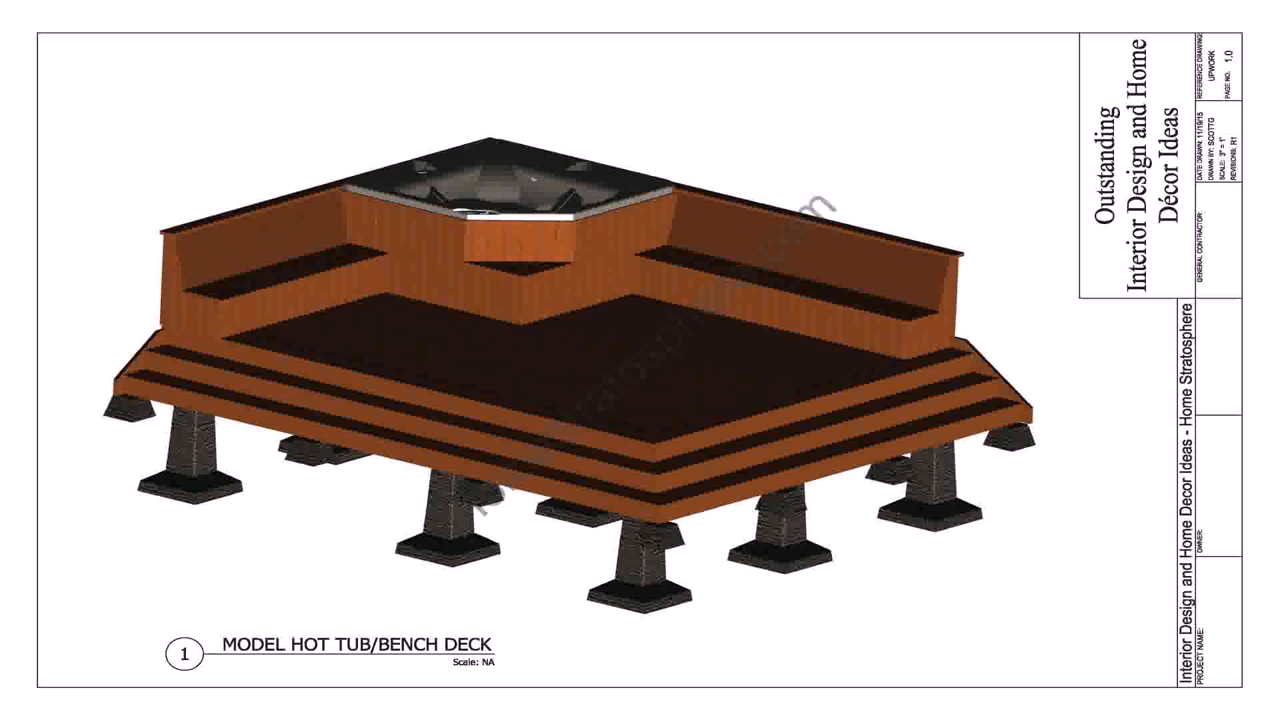 Outstanding
Interior Design and Home
Décor Ideas
REFERENCE DRAWING:
UPWORK
PAGE NO. 1.0
DATE DRAWN: 11/19/15
DRAWN BY: SCOTTG
SCALE: 3" = 1'
REVISIONS: R1
GENERAL CONTRACTOR:
OWNER:
PROJECT NAME:
Interior Design and Home Decor Ideas - Home Stratosphere
1
MODEL HOT TUB/BENCH DECK
Scale: NA